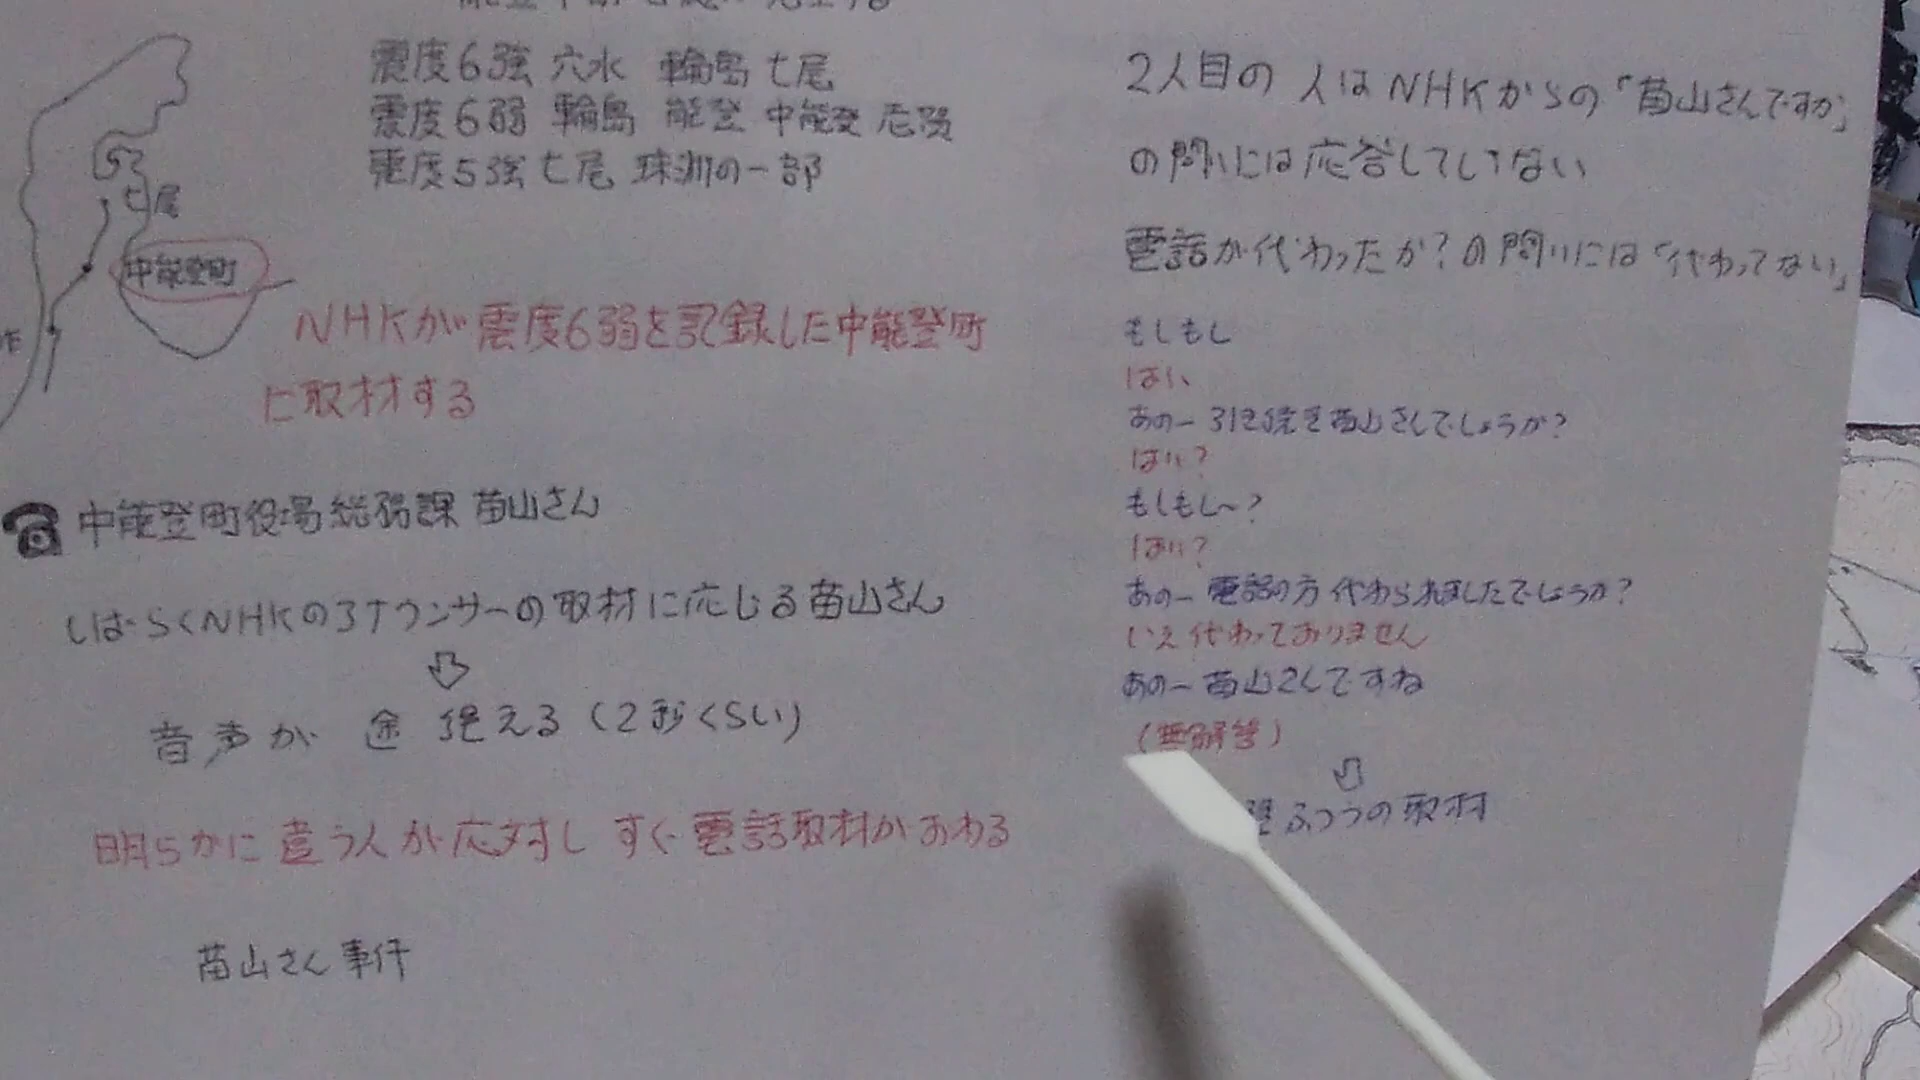 震度6強 穴水 輪島 七尾
震度6弱 輪島 能登 中能登 志賀
震度5強 七尾 珠洲の一部
七尾
中能登町
NHKが震度6弱を記録した中能登町
に取材する
中能登町役場総務課 苗山さん
しばらくNHKのアナウンサーの取材に応じる苗山さん
音声が 途 絶える(2秒くらい)
明らかに違う人が応対し すぐ電話取材がおわる
苗山さん事件
2人目の 人はNHKからの「苗山さんですか」
の問いには応答していない
電話が代わったか?の問いには「代わってない」
もしもし
はい
あのー 引き続き苗山さんでしょうか?
はい?
もしもし〜?
はい?
あのー 電話の方 代わられましたでしょうか?
いえ 代わっておりません
あのー 苗山さんですね
(無解答)
ふつうの取材